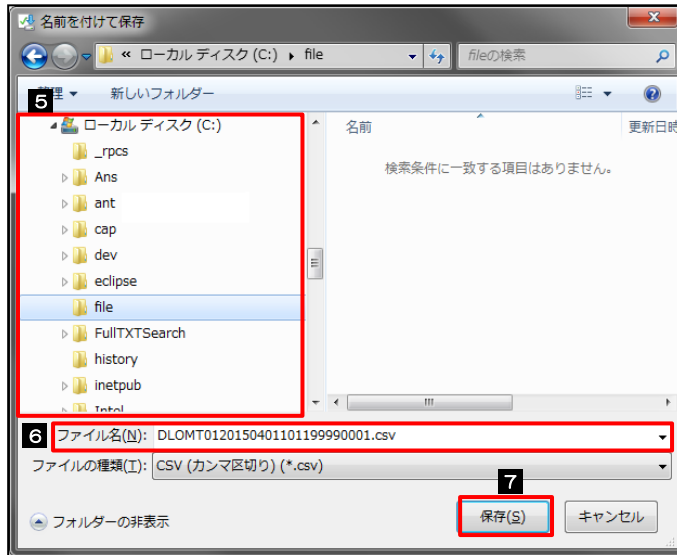 名前を付けて保存
« ローカル ディスク (C:) ▸ file
fileの検索
5
理 ▼ 新しいフォルダー
ローカル ディスク (C:)
名前
更新日時
_rpcs
検索条件に一致する項目はありません。
Ans
ant
cap
dev
eclipse
file
FullTXTSearch
history
inetpub
Intel
6
ファイル名(N): DLOMT0120150401101199990001.csv
ファイルの種類(T): CSV (カンマ区切り) (*.csv)
7
フォルダーの非表示
保存(S)
キャンセル